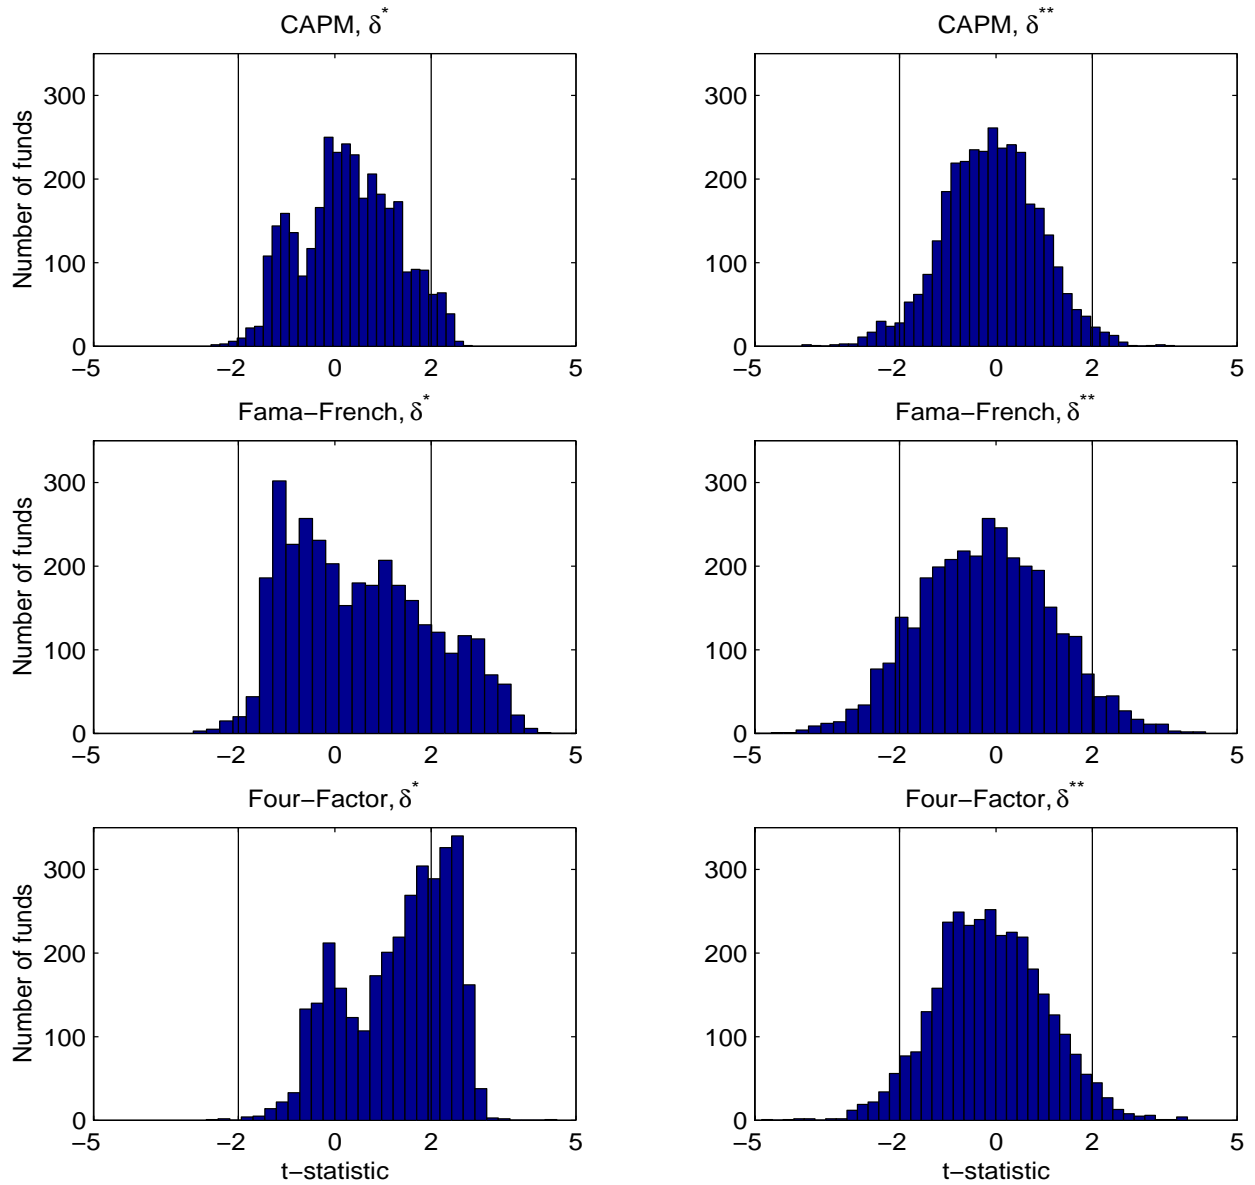 CAPM, δ* CAPM, δ**
Number of funds
300 300
200 200
100 100
0 0
−5 −2 0 2 5 −5 −2 0 2 5
Fama−French, δ* Fama−French, δ**
Number of funds
300 300
200 200
100 100
0 0
−5 −2 0 2 5 −5 −2 0 2 5
Four−Factor, δ* Four−Factor, δ**
Number of funds
300 300
200 200
100 100
0 0
−5 −2 0 2 5 −5 −2 0 2 5
t−statistic t−statistic